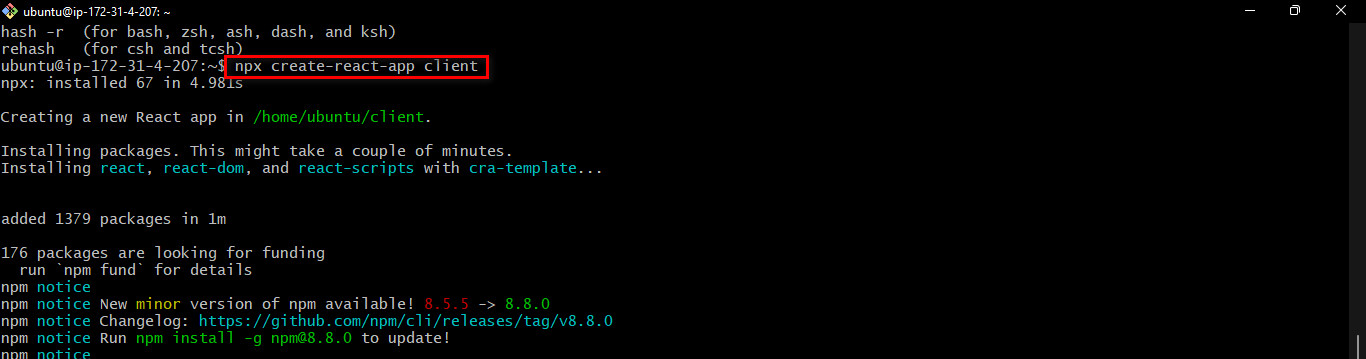 ubuntu@ip-172-31-4-207: ~
hash -r  (for bash, zsh, ash, dash, and ksh)
rehash   (for csh and tcsh)
ubuntu@ip-172-31-4-207:~$ npx create-react-app client
npx: installed 67 in 4.981s
Creating a new React app in /home/ubuntu/client.
Installing packages. This might take a couple of minutes.
Installing react, react-dom, and react-scripts with cra-template...
added 1379 packages in 1m
176 packages are looking for funding
  run `npm fund` for details
npm notice
npm notice New minor version of npm available! 8.5.5 -> 8.8.0
npm notice Changelog: https://github.com/npm/cli/releases/tag/v8.8.0
npm notice Run npm install -g npm@8.8.0 to update!
npm notice